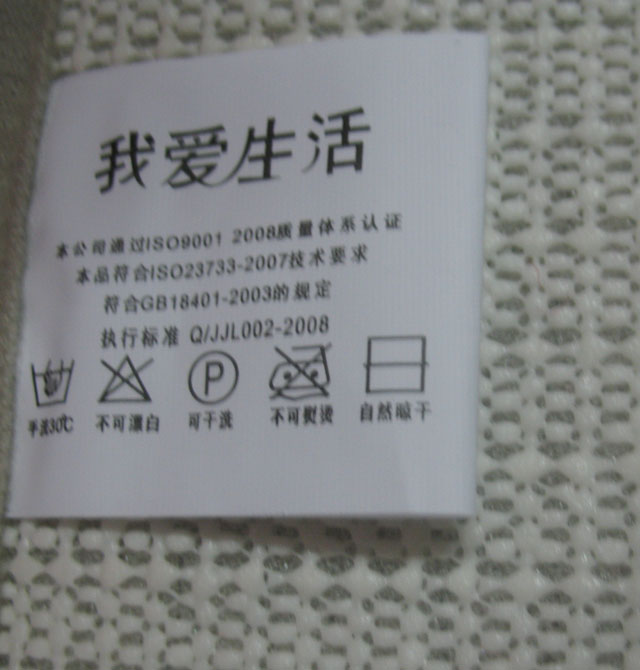 我爱生活
本公司通过ISO9001 2008质量体系认证
本品符合ISO23733-2007技术要求
符合GB18401-2003的规定
执行标准 Q/JJL002-2008
P
手洗30℃ 不可漂白 可干洗 不可熨烫 自然晾干